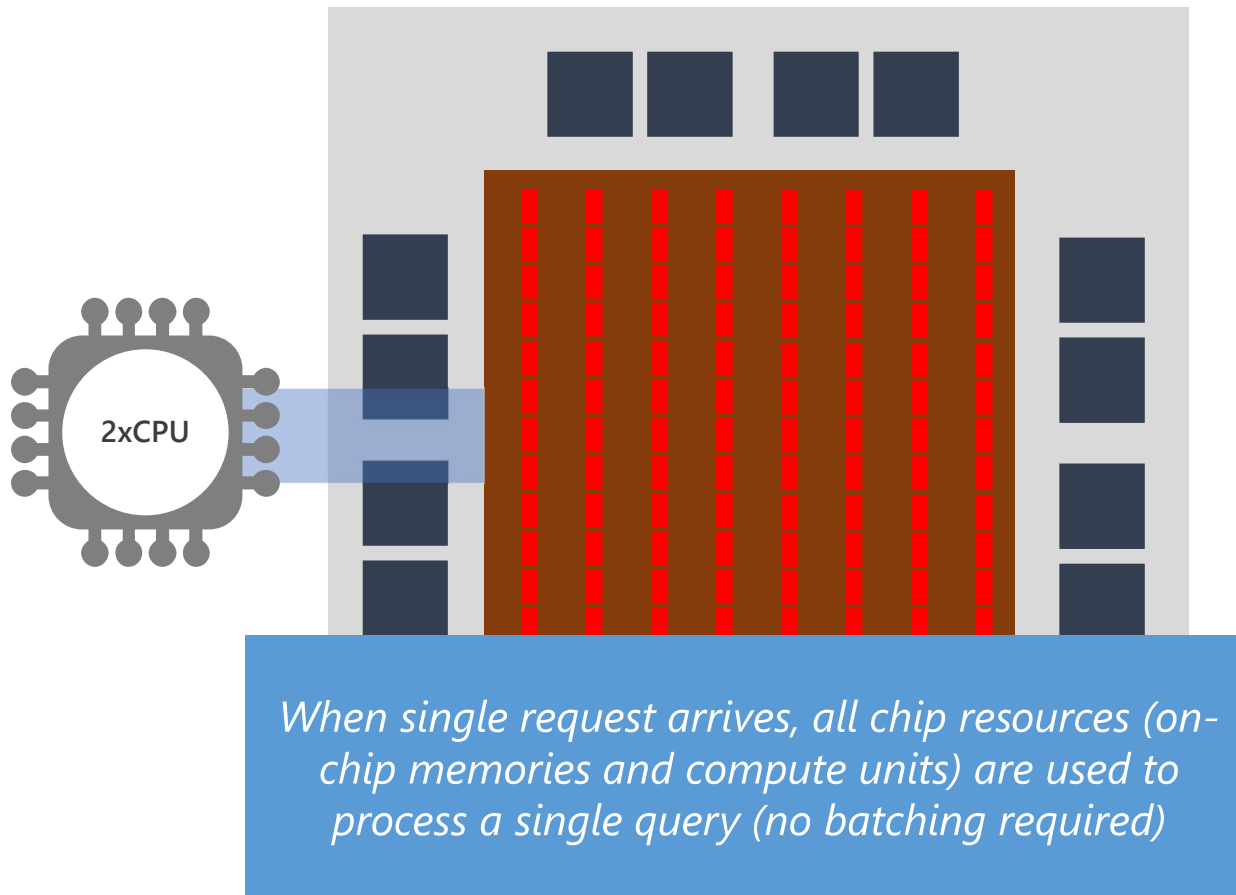 2xCPU
When single request arrives, all chip resources (on-
chip memories and compute units) are used to
process a single query (no batching required)